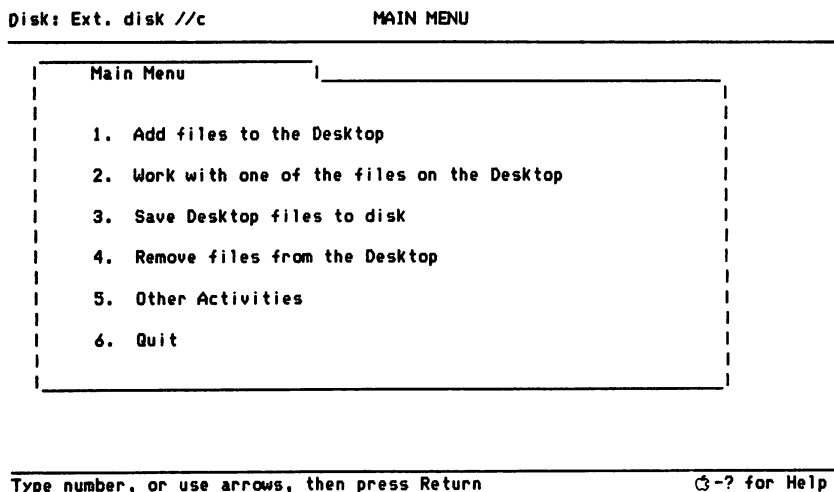 Disk: Ext. disk //c MAIN MENU
Main Menu
1. Add files to the Desktop
2. Work with one of the files on the Desktop
3. Save Desktop files to disk
4. Remove files from the Desktop
5. Other Activities
6. Quit
Type number, or use arrows, then press Return -? for Help